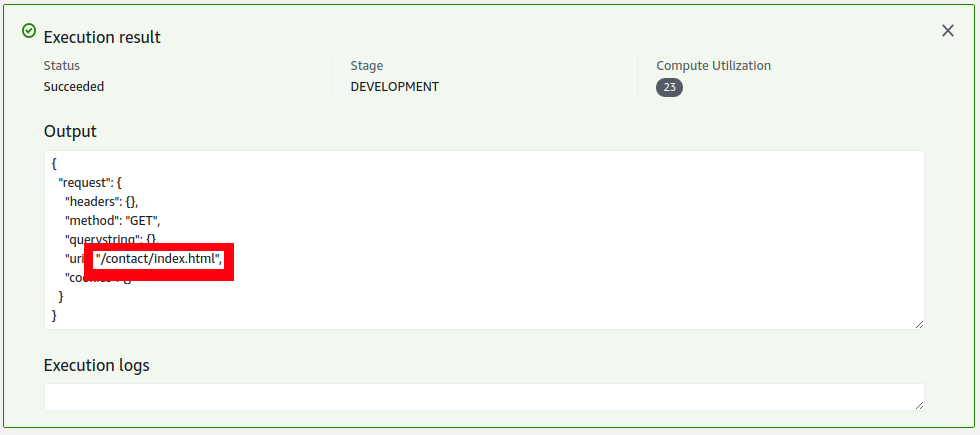 Execution result
Status
Succeeded
Stage
DEVELOPMENT
Compute Utilization
23
Output
{
"request": {
"headers": {},
"method": "GET",
"querystring": {},
"uri "/contact/index.html",
}
}
Execution logs